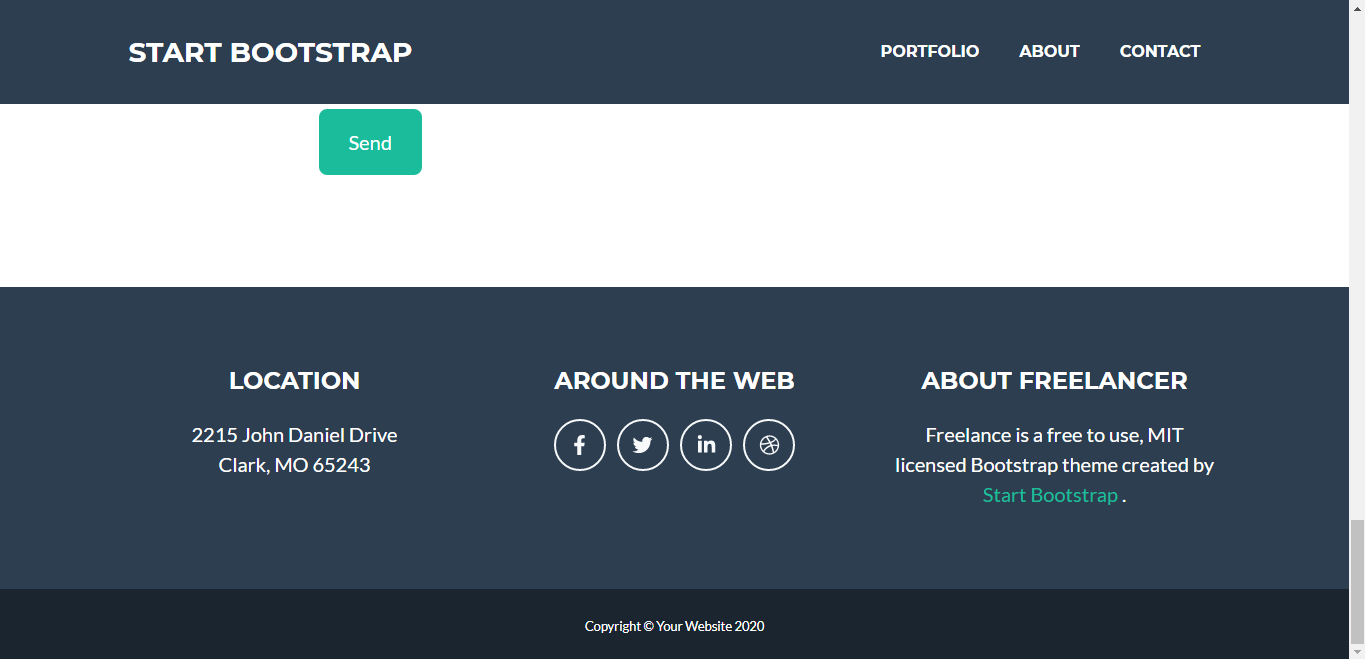 START BOOTSTRAP
PORTFOLIO ABOUT CONTACT
Send
LOCATION
2215 John Daniel Drive
Clark, MO 65243
AROUND THE WEB
ABOUT FREELANCER
Freelance is a free to use, MIT
licensed Bootstrap theme created by
Start Bootstrap .
Copyright © Your Website 2020